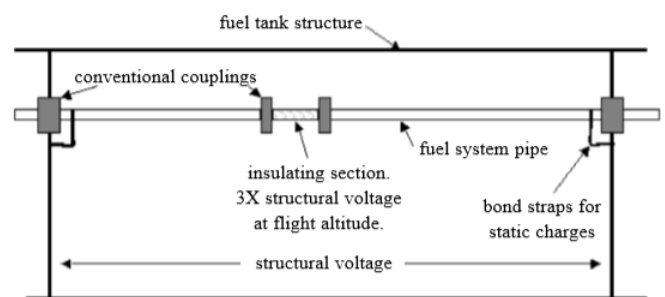 fuel tank structure
conventional couplings
insulating section.
3X structural voltage
at flight altitude.
fuel system pipe
bond straps for
static charges
structural voltage